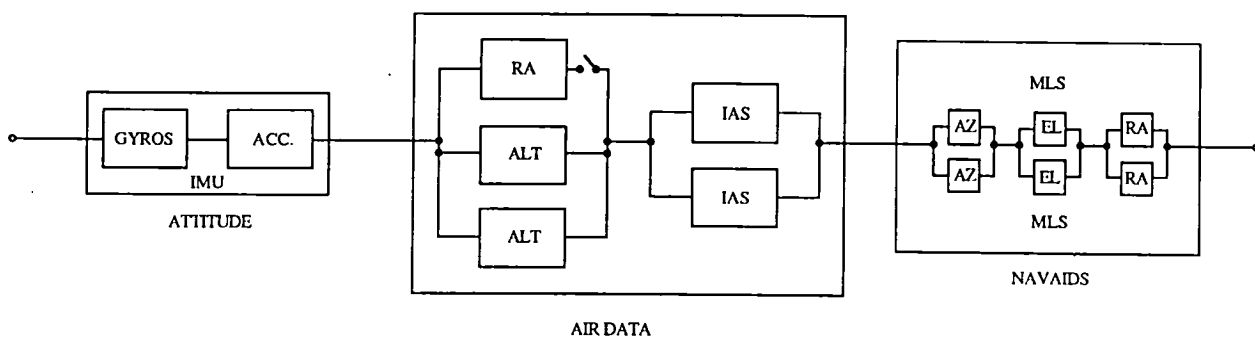 RA
MLS
IAS
GYROS
ACC.
AZ
EL
RA
ALT
AZ
EL
RA
IMU
IAS
ATTITUDE
ALT
MLS
NAVAIDS
AIR DATA